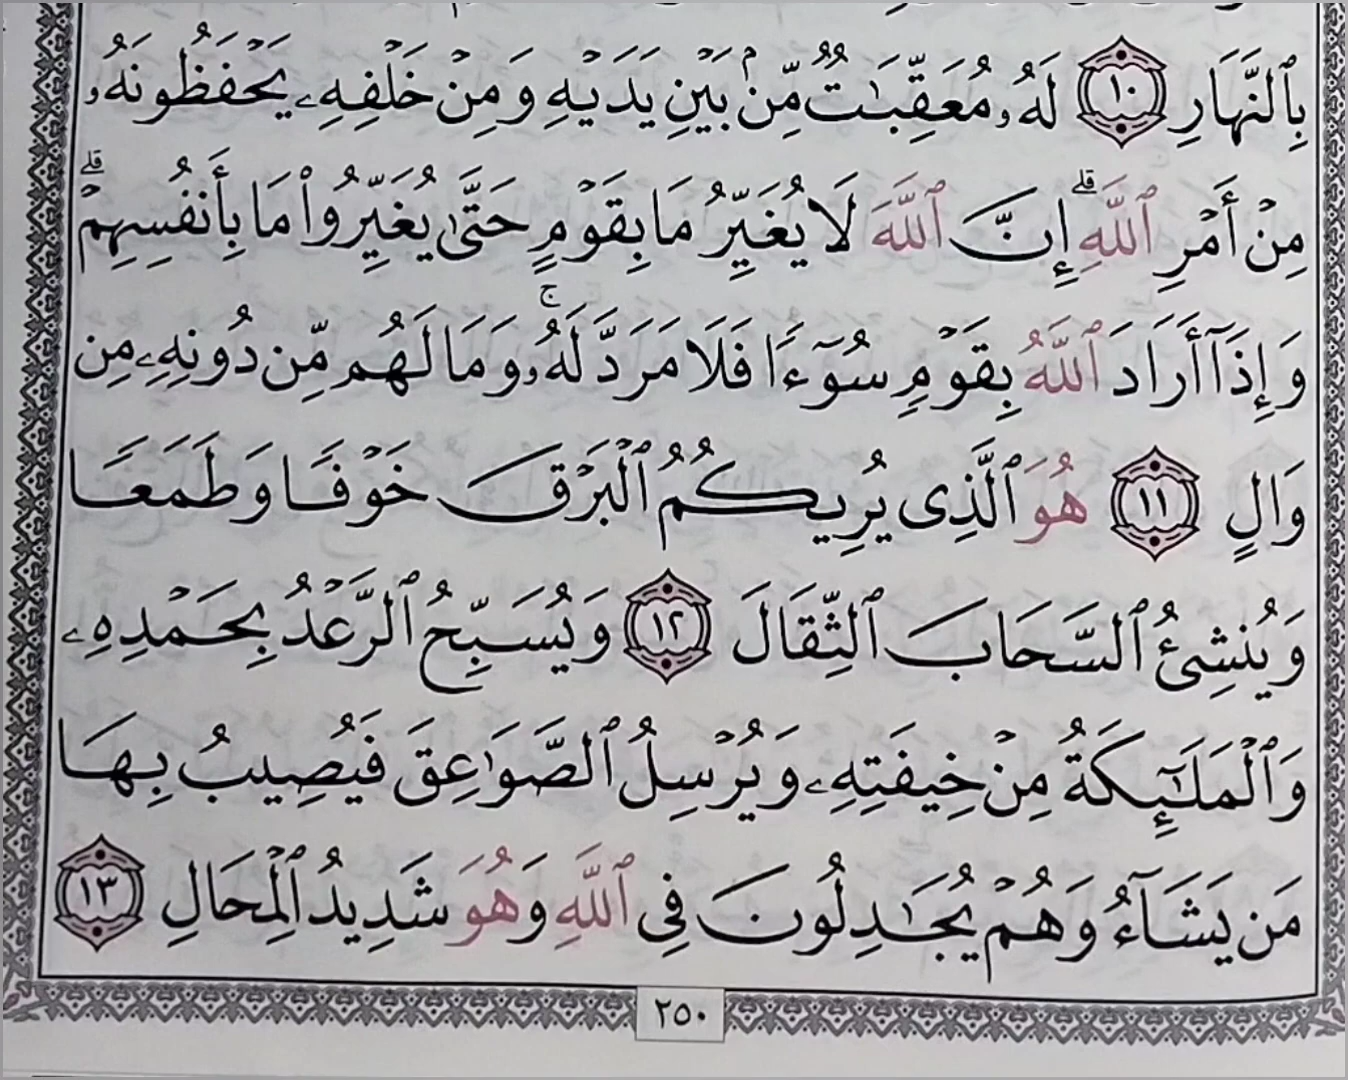 بِٱلنَّهَارِ ١٠ لَهُۥ مُعَقِّبَٰتٌ مِّنۢ بَيْنِ يَدَيْهِ وَمِنْ خَلْفِهِۦ يَحْفَظُونَهُۥ
مِنْ أَمْرِ ٱللَّهِۗ إِنَّ ٱللَّهَ لَا يُغَيِّرُ مَا بِقَوْمٍ حَتَّىٰ يُغَيِّرُوا۟ مَا بِأَنفُسِهِمْۗ
وَإِذَآ أَرَادَ ٱللَّهُ بِقَوْمٍ سُوٓءًا فَلَا مَرَدَّ لَهُۥۚ وَمَا لَهُم مِّن دُونِهِۦ مِن
وَالٍ ١١ هُوَ ٱلَّذِى يُرِيكُمُ ٱلْبَرْقَ خَوْفًا وَطَمَعًا
وَيُنشِئُ ٱلسَّحَابَ ٱلثِّقَالَ ١٢ وَيُسَبِّحُ ٱلرَّعْدُ بِحَمْدِهِۦ
وَٱلْمَلَٰٓئِكَةُ مِنْ خِيفَتِهِۦ وَيُرْسِلُ ٱلصَّوَٰعِقَ فَيُصِيبُ بِهَا
مَن يَشَآءُ وَهُمْ يُجَٰدِلُونَ فِى ٱللَّهِ وَهُوَ شَدِيدُ ٱلْمِحَالِ ١٣
٢٥٠